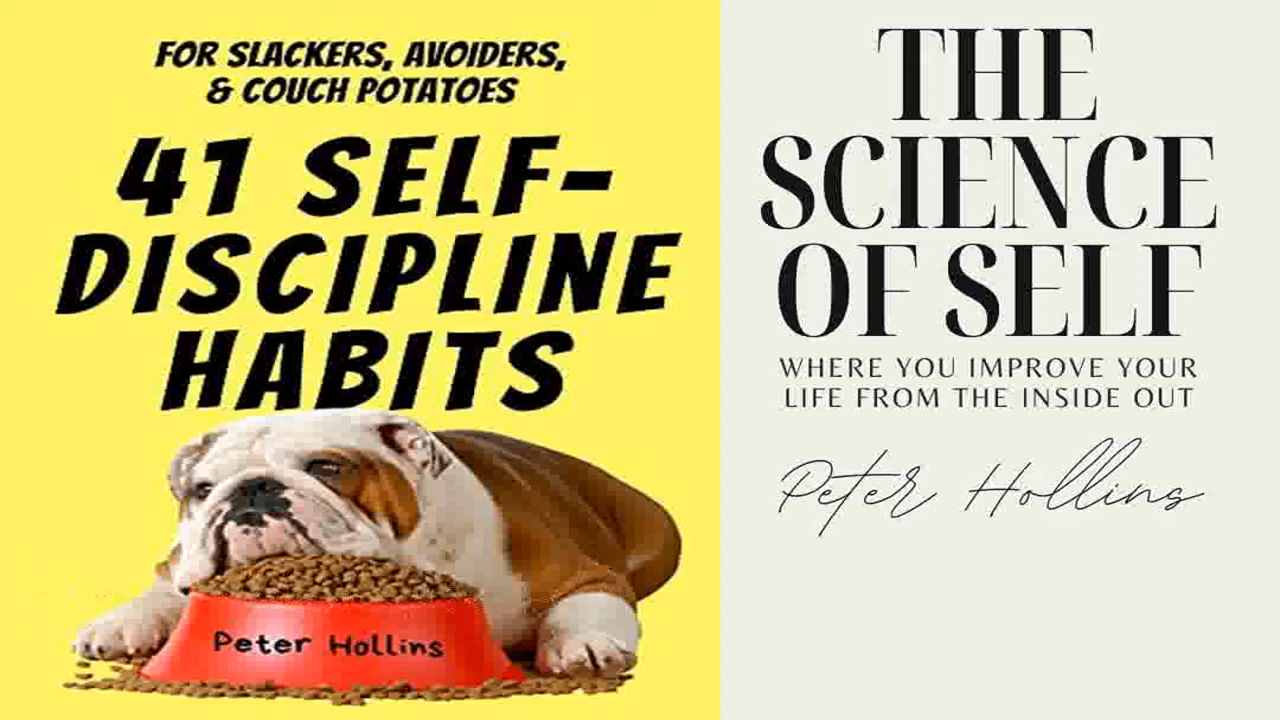 FOR SLACKERS, AVOIDERS,
& COUCH POTATOES
41 SELF-
DISCIPLINE
HABITS
Peter Hollins
THE
SCIENCE
OF SELF
WHERE YOU IMPROVE YOUR
LIFE FROM THE INSIDE OUT
Peter Hollins